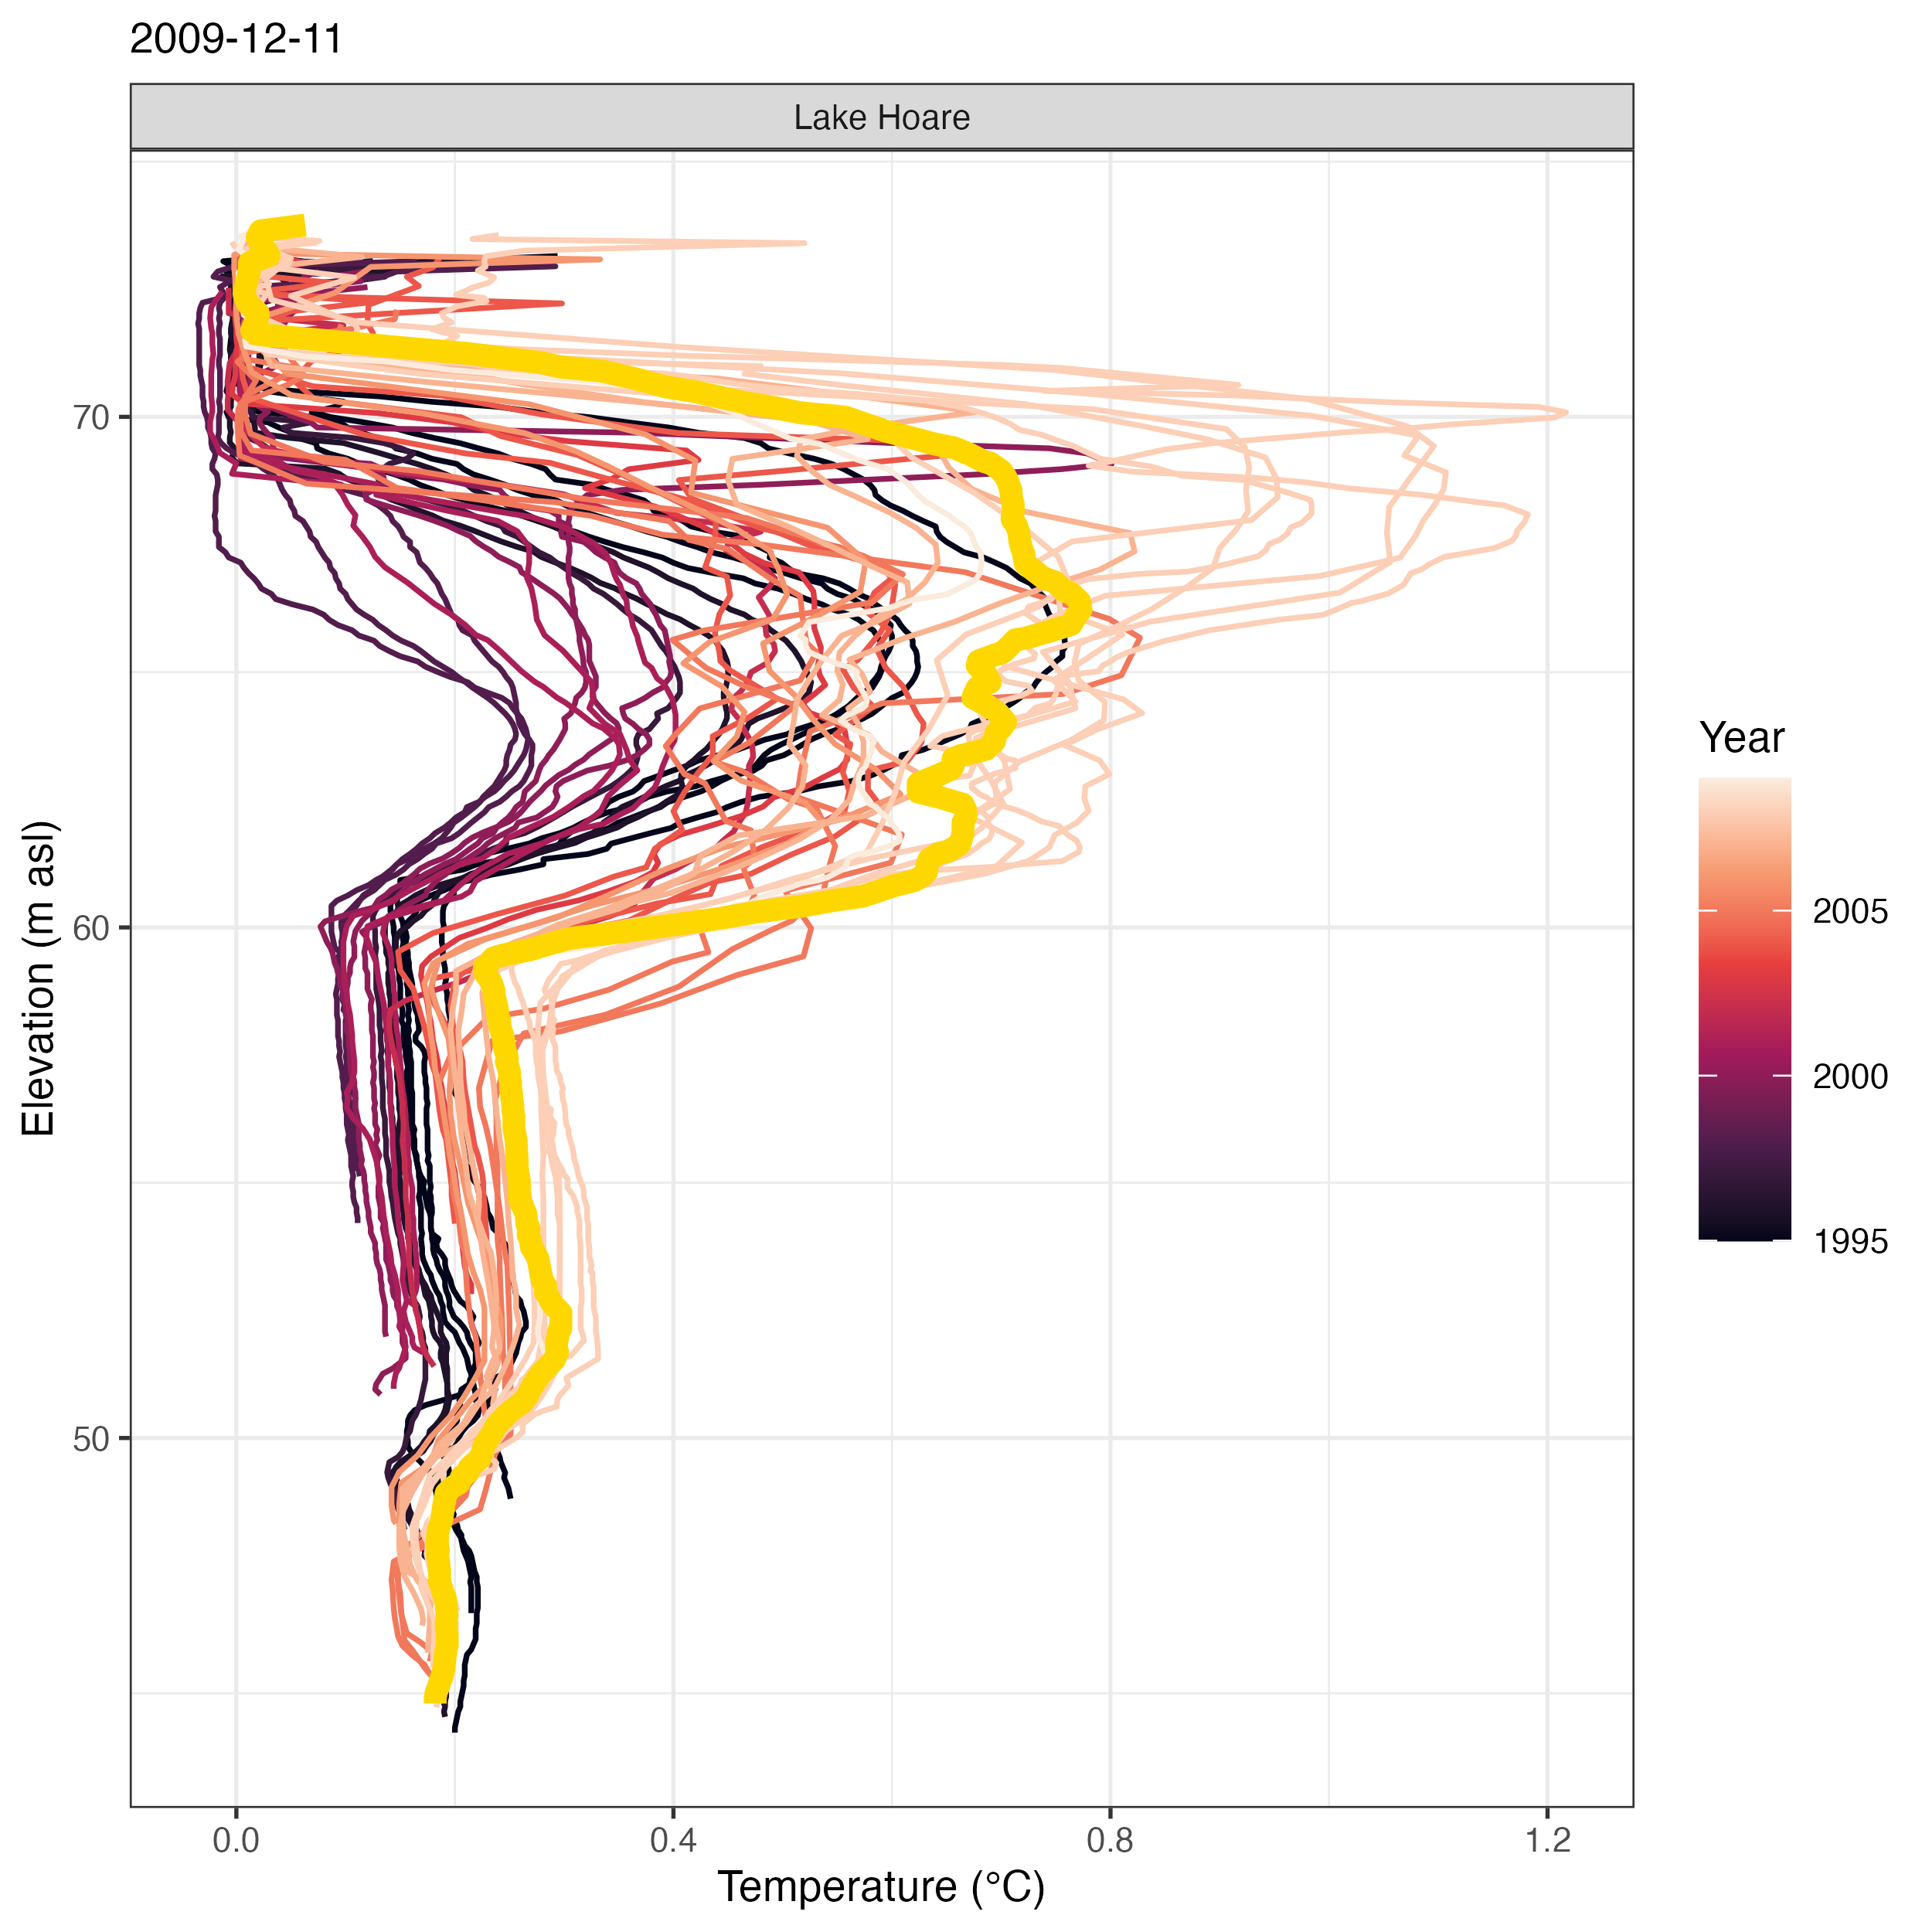 2009-12-11
Lake Hoare
70
60
50
Elevation (m asl)
0.0
0.4
0.8
1.2
Temperature (°C)
Year
2005
2000
1995